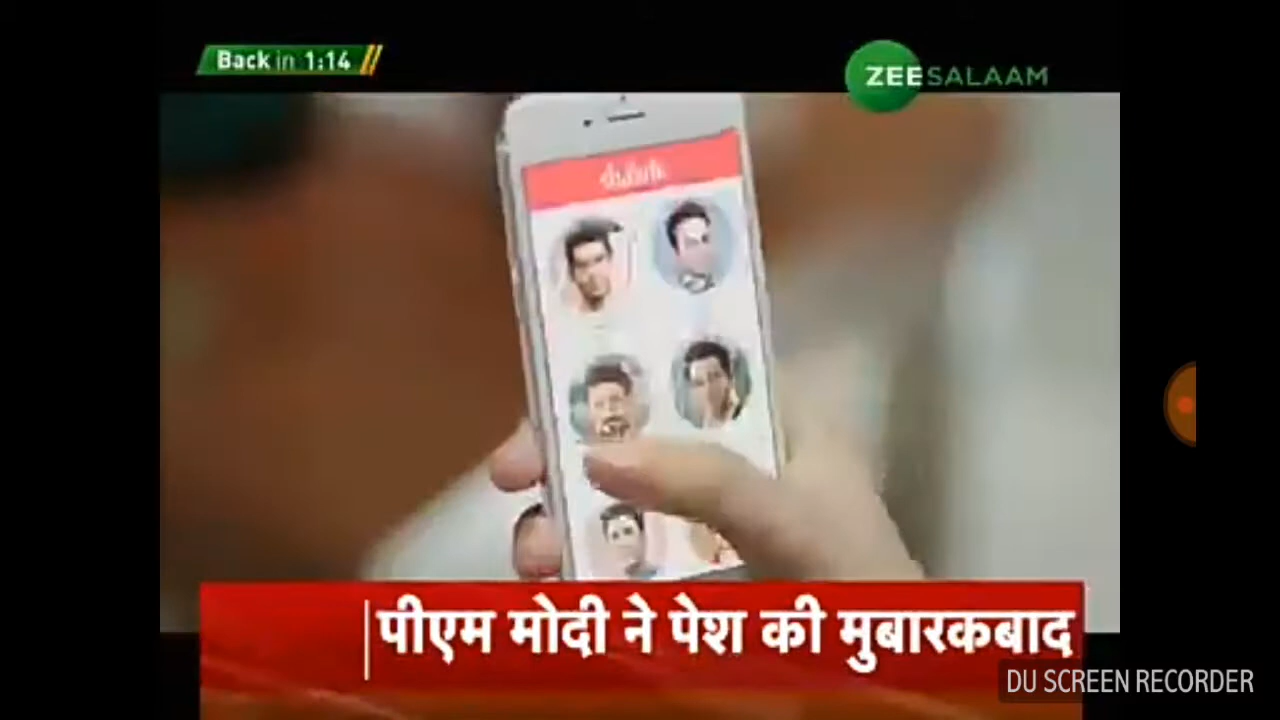 Back in 1:14
ZEESALAAM
पीएम मोदी ने पेश की मुबारकबाद
DU SCREEN RECORDER